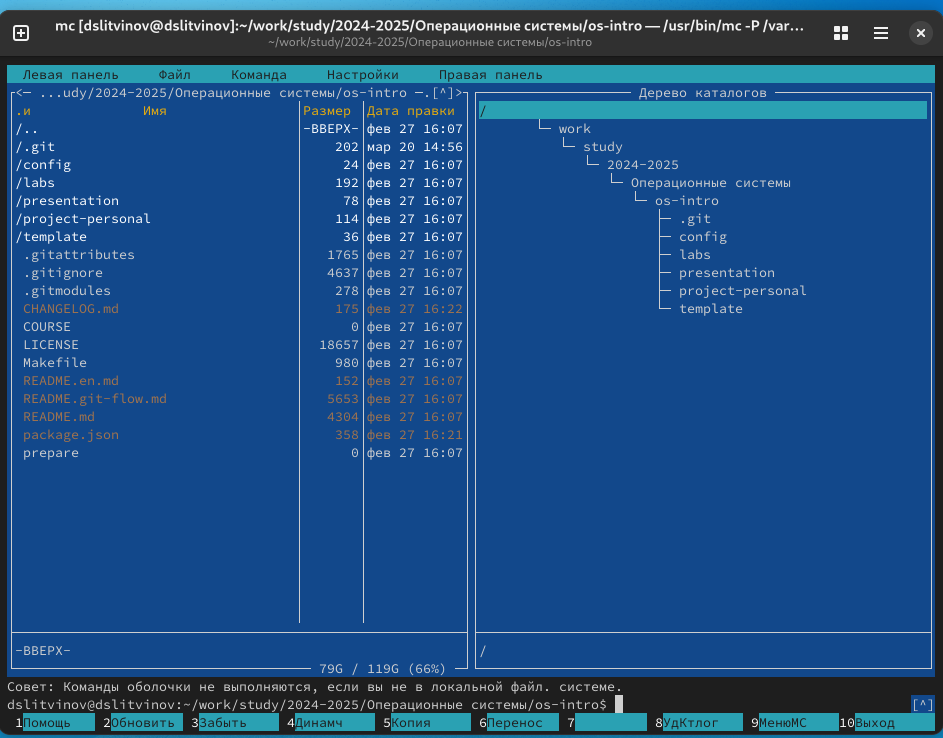 mc [dslitvinov@dslitvinov]:~/work/study/2024-2025/Операционные системы/os-intro — /usr/bin/mc -P /var…
~/work/study/2024-2025/Операционные системы/os-intro
Левая панель Файл Команда Настройки Правая панель
<─ ...udy/2024-2025/Операционные системы/os-intro ─.[^]>
.и Имя Размер Дата правки
/.. -ВВЕРХ- фев 27 16:07
/.git 202 мар 20 14:56
/config 24 фев 27 16:07
/labs 192 фев 27 16:07
/presentation 78 фев 27 16:07
/project-personal 114 фев 27 16:07
/template 36 фев 27 16:07
.gitattributes 1765 фев 27 16:07
.gitignore 4637 фев 27 16:07
.gitmodules 278 фев 27 16:07
CHANGELOG.md 175 фев 27 16:22
COURSE 0 фев 27 16:07
LICENSE 18657 фев 27 16:07
Makefile 980 фев 27 16:07
README.en.md 152 фев 27 16:07
README.git-flow.md 5653 фев 27 16:07
README.md 4304 фев 27 16:07
package.json 358 фев 27 16:21
prepare 0 фев 27 16:07
-ВВЕРХ-
79G / 119G (66%)
Дерево каталогов
/
work
study
2024-2025
Операционные системы
os-intro
.git
config
labs
presentation
project-personal
template
/
Совет: Команды оболочки не выполняются, если вы не в локальной файл. системе.
dslitvinov@dslitvinov:~/work/study/2024-2025/Операционные системы/os-intro$ [^]
1Помощь 2Обновить 3Забыть 4Динамч 5Копия 6Перенос 7 8УдКтлог 9МенюМС 10Выход